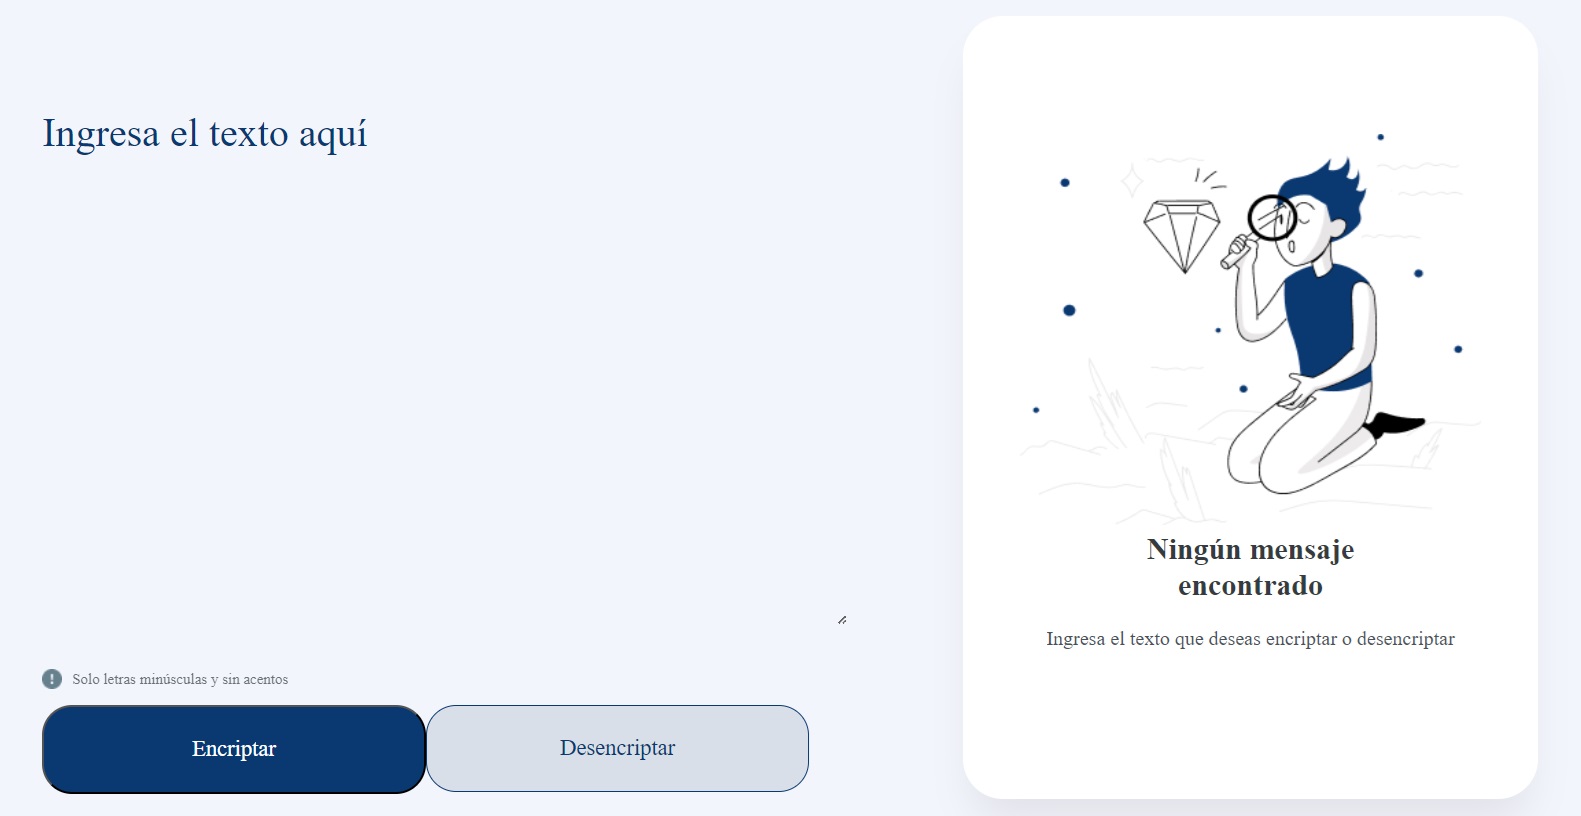 Ingresa el texto aquí
Solo letras minúsculas y sin acentos
Encriptar
Desencriptar
Ningún mensaje
encontrado
Ingresa el texto que deseas encriptar o desencriptar